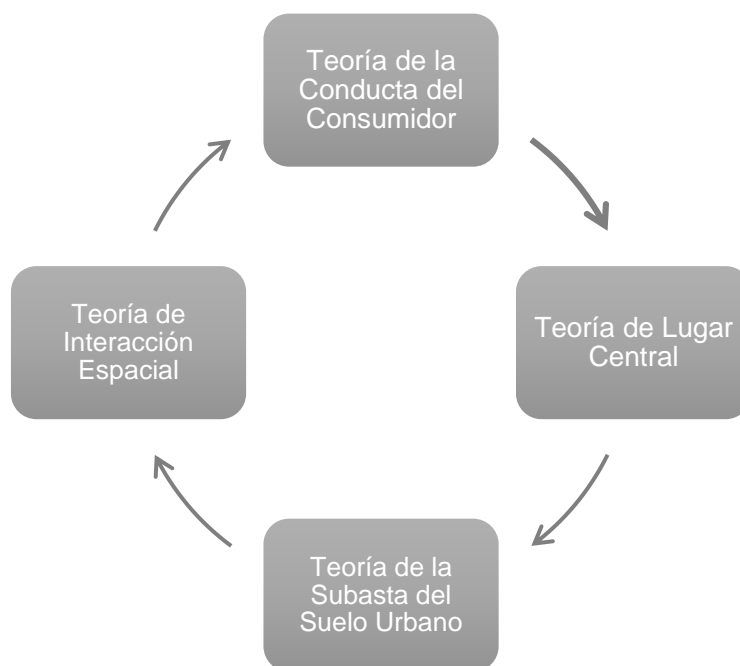 Teoría de la
Conducta del
Consumidor
Teoría de Lugar
Central
Teoría de la
Subasta del
Suelo Urbano
Teoría de
Interacción
Espacial